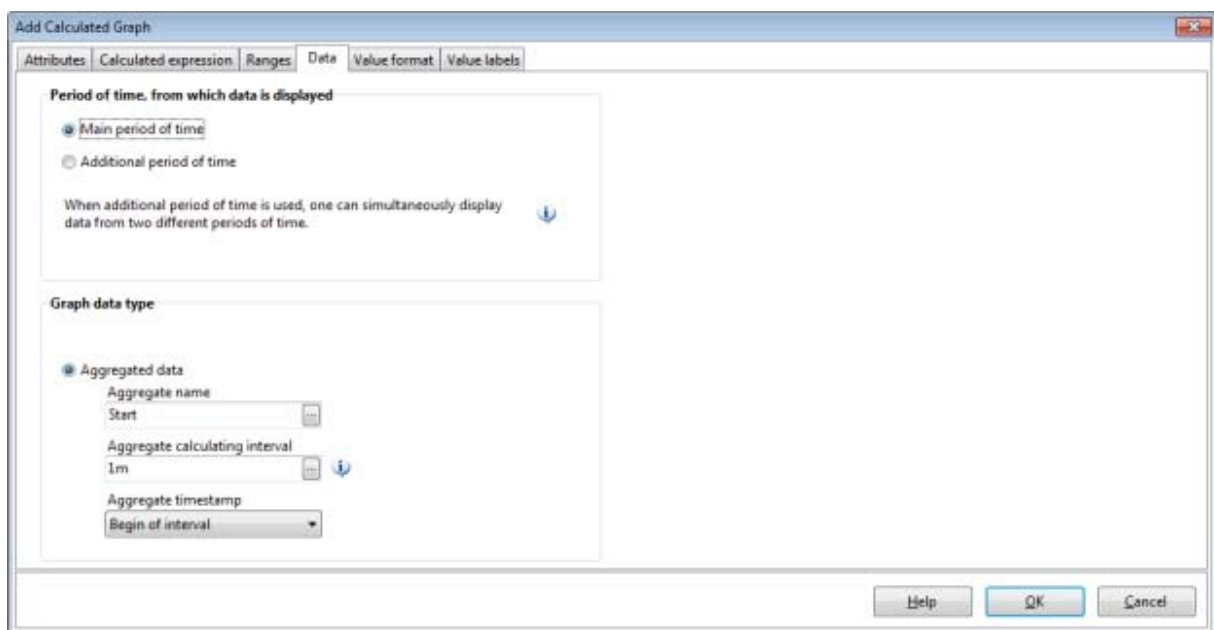 Add Calculated Graph
Attributes Calculated expression Ranges Data Value format Value labels
Period of time, from which data is displayed
Main period of time
Additional period of time
When additional period of time is used, one can simultaneously display
data from two different periods of time.
Graph data type
Aggregated data
Aggregate name
Start
...
Aggregate calculating interval
1m
...
Aggregate timestamp
Begin of interval
Help OK Cancel